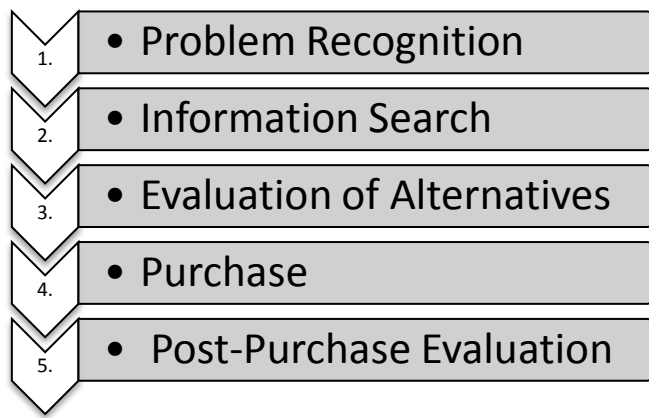 1. • Problem Recognition
2. • Information Search
3. • Evaluation of Alternatives
4. • Purchase
5. • Post-Purchase Evaluation